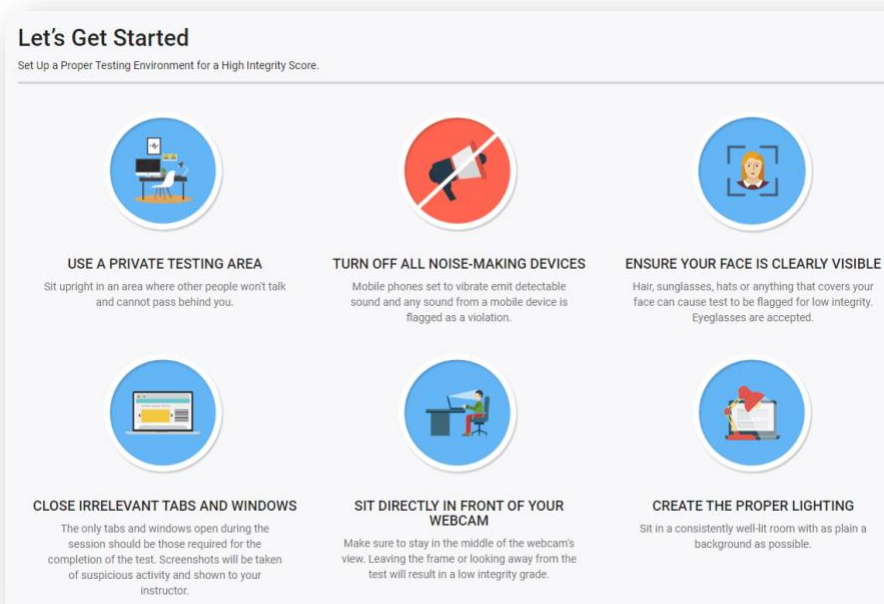 Let's Get Started
Set Up a Proper Testing Environment for a High Integrity Score.
USE A PRIVATE TESTING AREA
Sit upright in an area where other people won't talk
and cannot pass behind you.
TURN OFF ALL NOISE-MAKING DEVICES
Mobile phones set to vibrate emit detectable
sound and any sound from a mobile device is
flagged as a violation.
ENSURE YOUR FACE IS CLEARLY VISIBLE
Hair, sunglasses, hats or anything that covers your
face can cause test to be flagged for low integrity.
Eyeglasses are accepted.
CLOSE IRRELEVANT TABS AND WINDOWS
The only tabs and windows open during the
session should be those required for the
completion of the test. Screenshots will be taken
of suspicious activity and shown to your
instructor.
SIT DIRECTLY IN FRONT OF YOUR
WEBCAM
Make sure to stay in the middle of the webcam's
view. Leaving the frame or looking away from the
test will result in a low integrity grade.
CREATE THE PROPER LIGHTING
Sit in a consistently well-lit room with as plain a
background as possible.